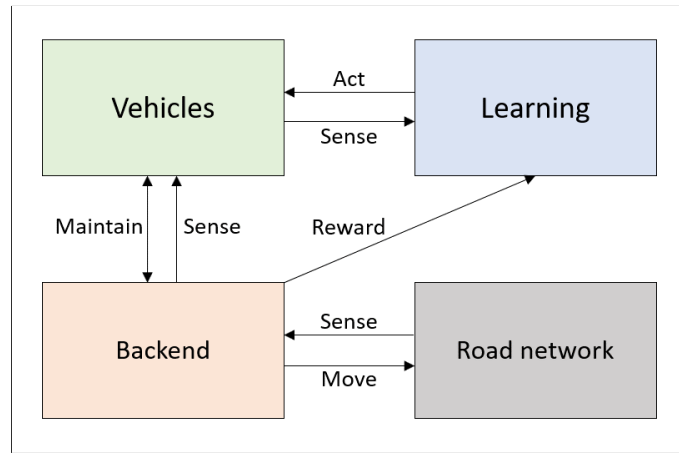 Vehicles
Act
Sense
Learning
Maintain
Sense
Reward
Backend
Sense
Move
Road network